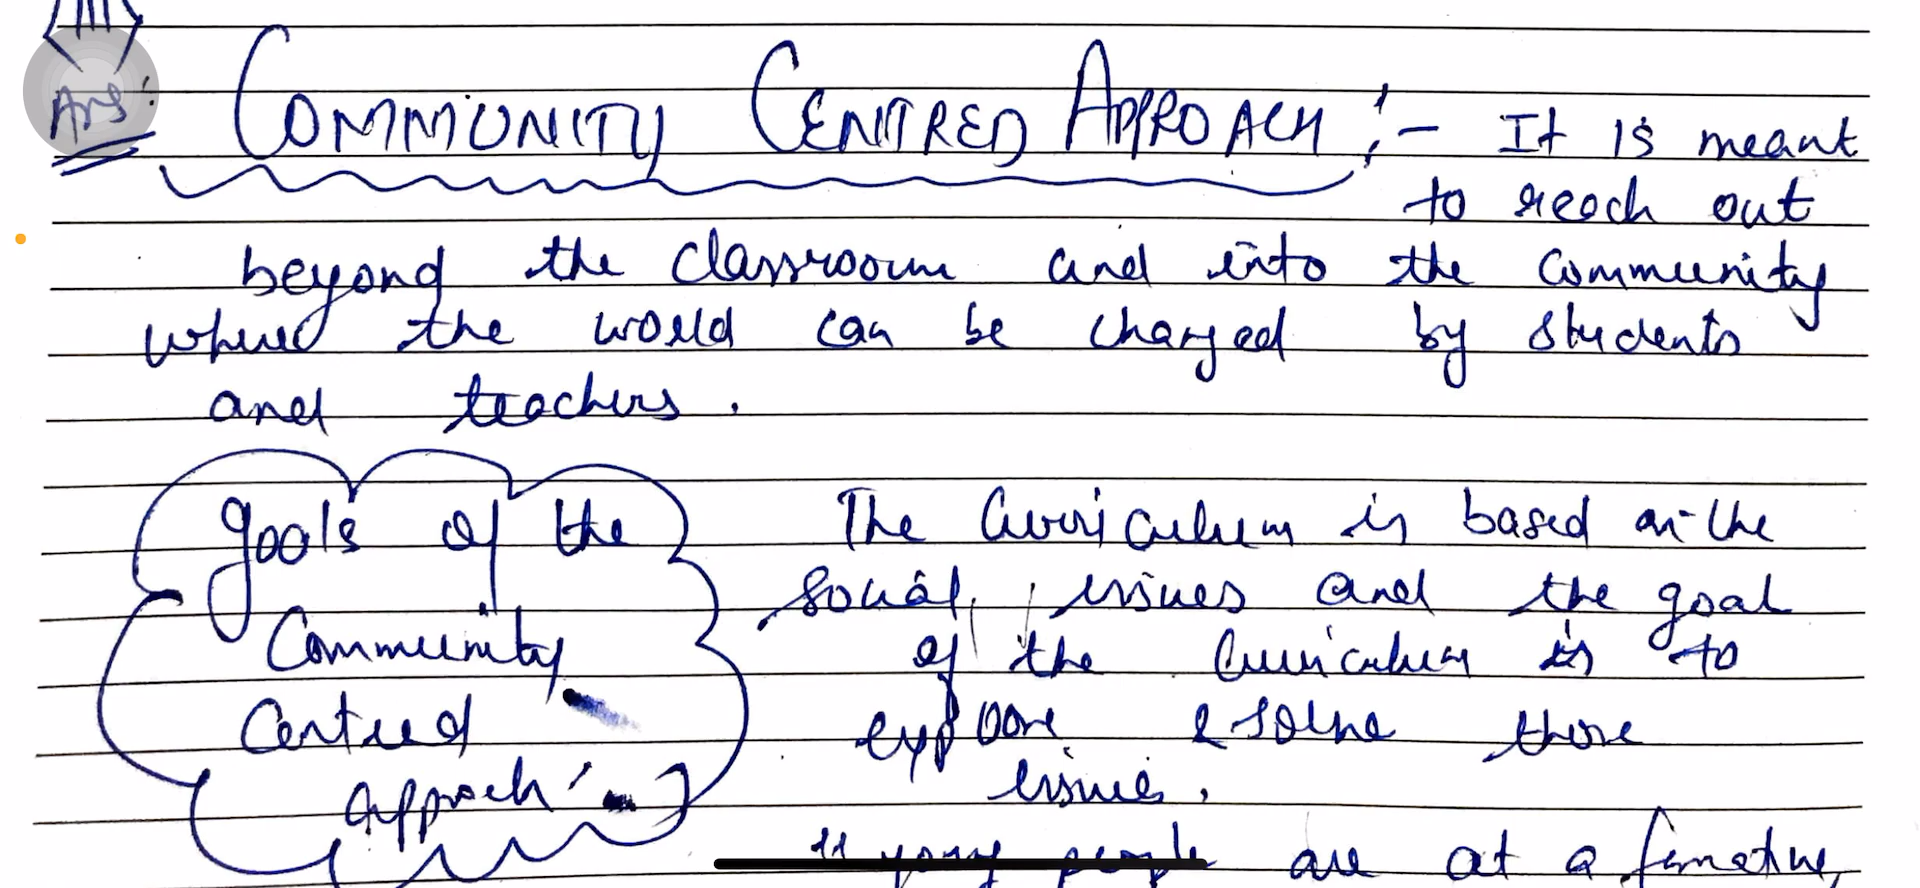 Ans: COMMUNITY CENTRED APPROACH :- It is meant
to reach out
beyond the classroom and into the community
where the world can be changed by students
and teachers.
goals of the
Community
Centred
approach
The Curriculum is based on the
social issues and the goal
of the Curriculum is to
explore & solve those
issues.
"young people are at a formative,